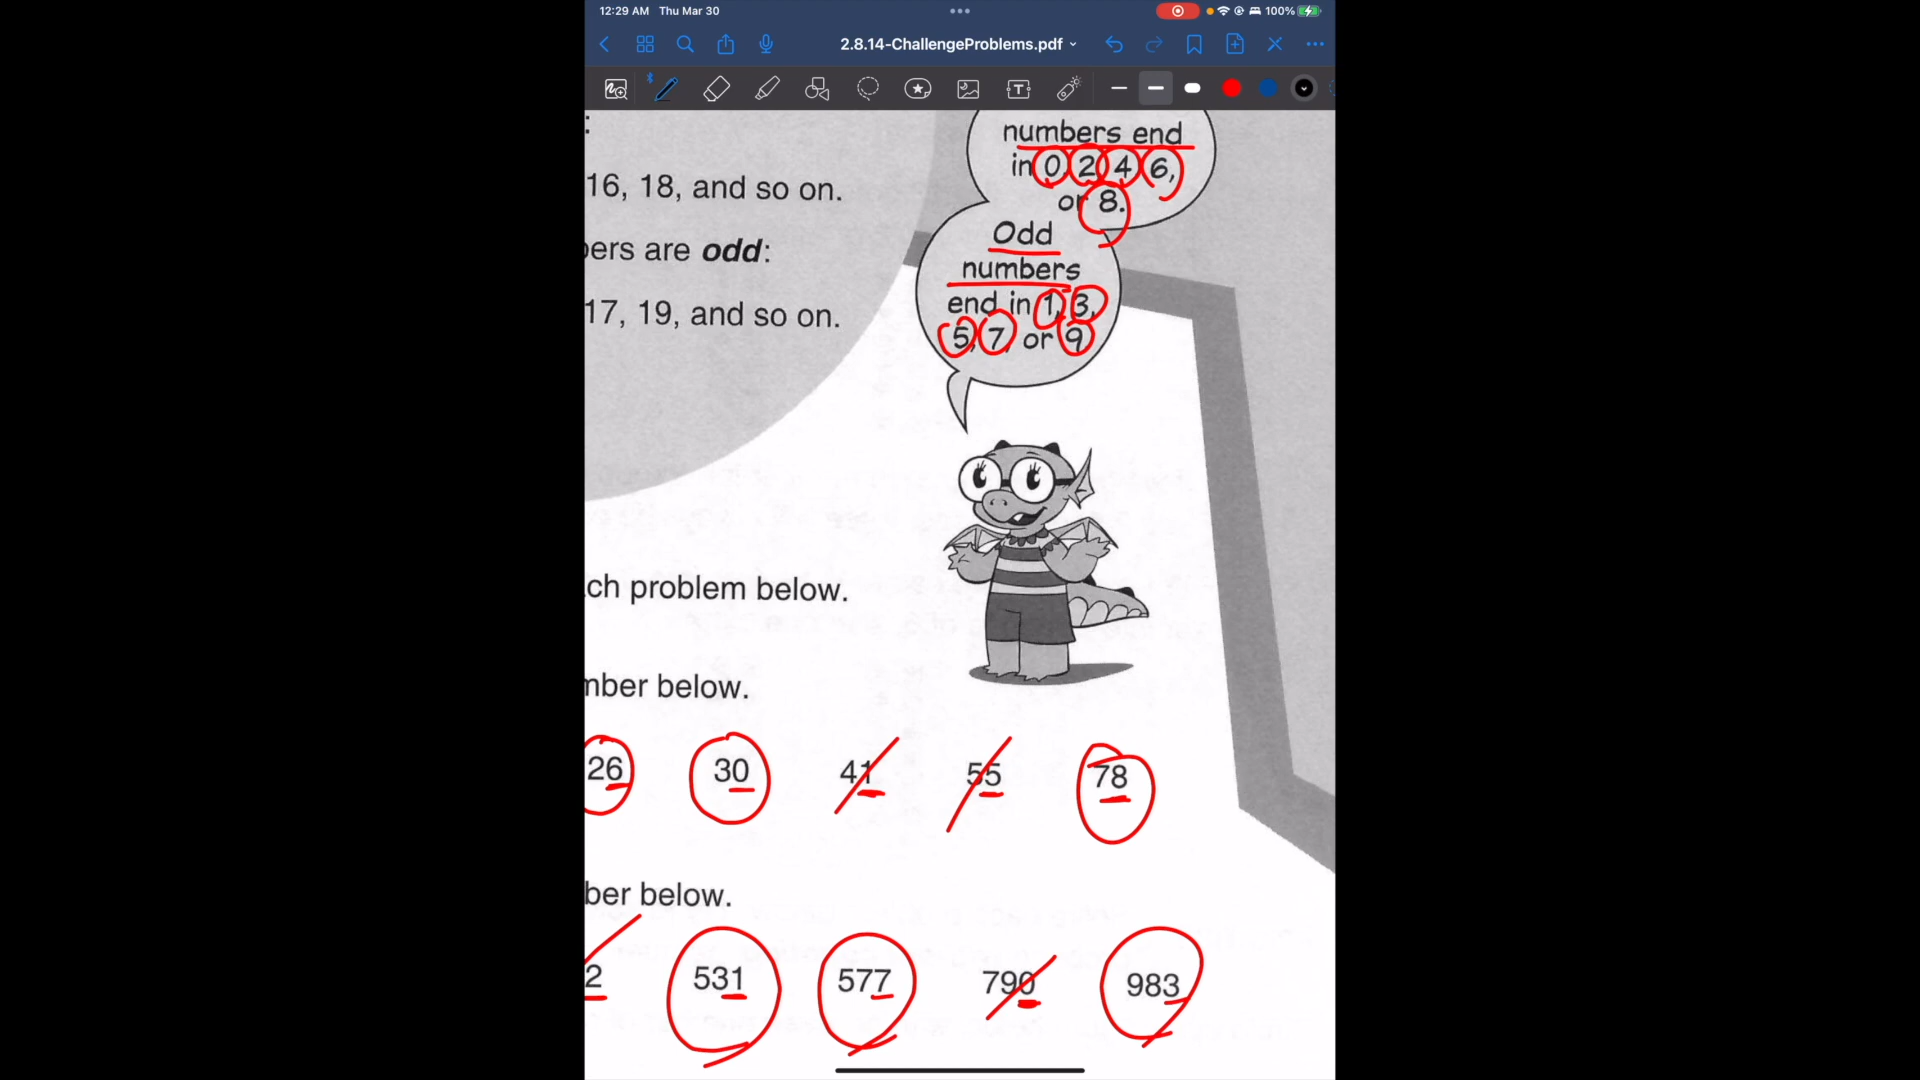 12:29 AM Thu Mar 30
100%
2.8.14-ChallengeProblems.pdf
T
:
numbers end
in 0, 2, 4, 6,
or 8.
16, 18, and so on.
Odd
numbers
end in 1, 3,
5, 7, or 9.
bers are odd:
17, 19, and so on.
ch problem below.
mber below.
26 30 41 55 78
ber below.
2 531 577 790 983